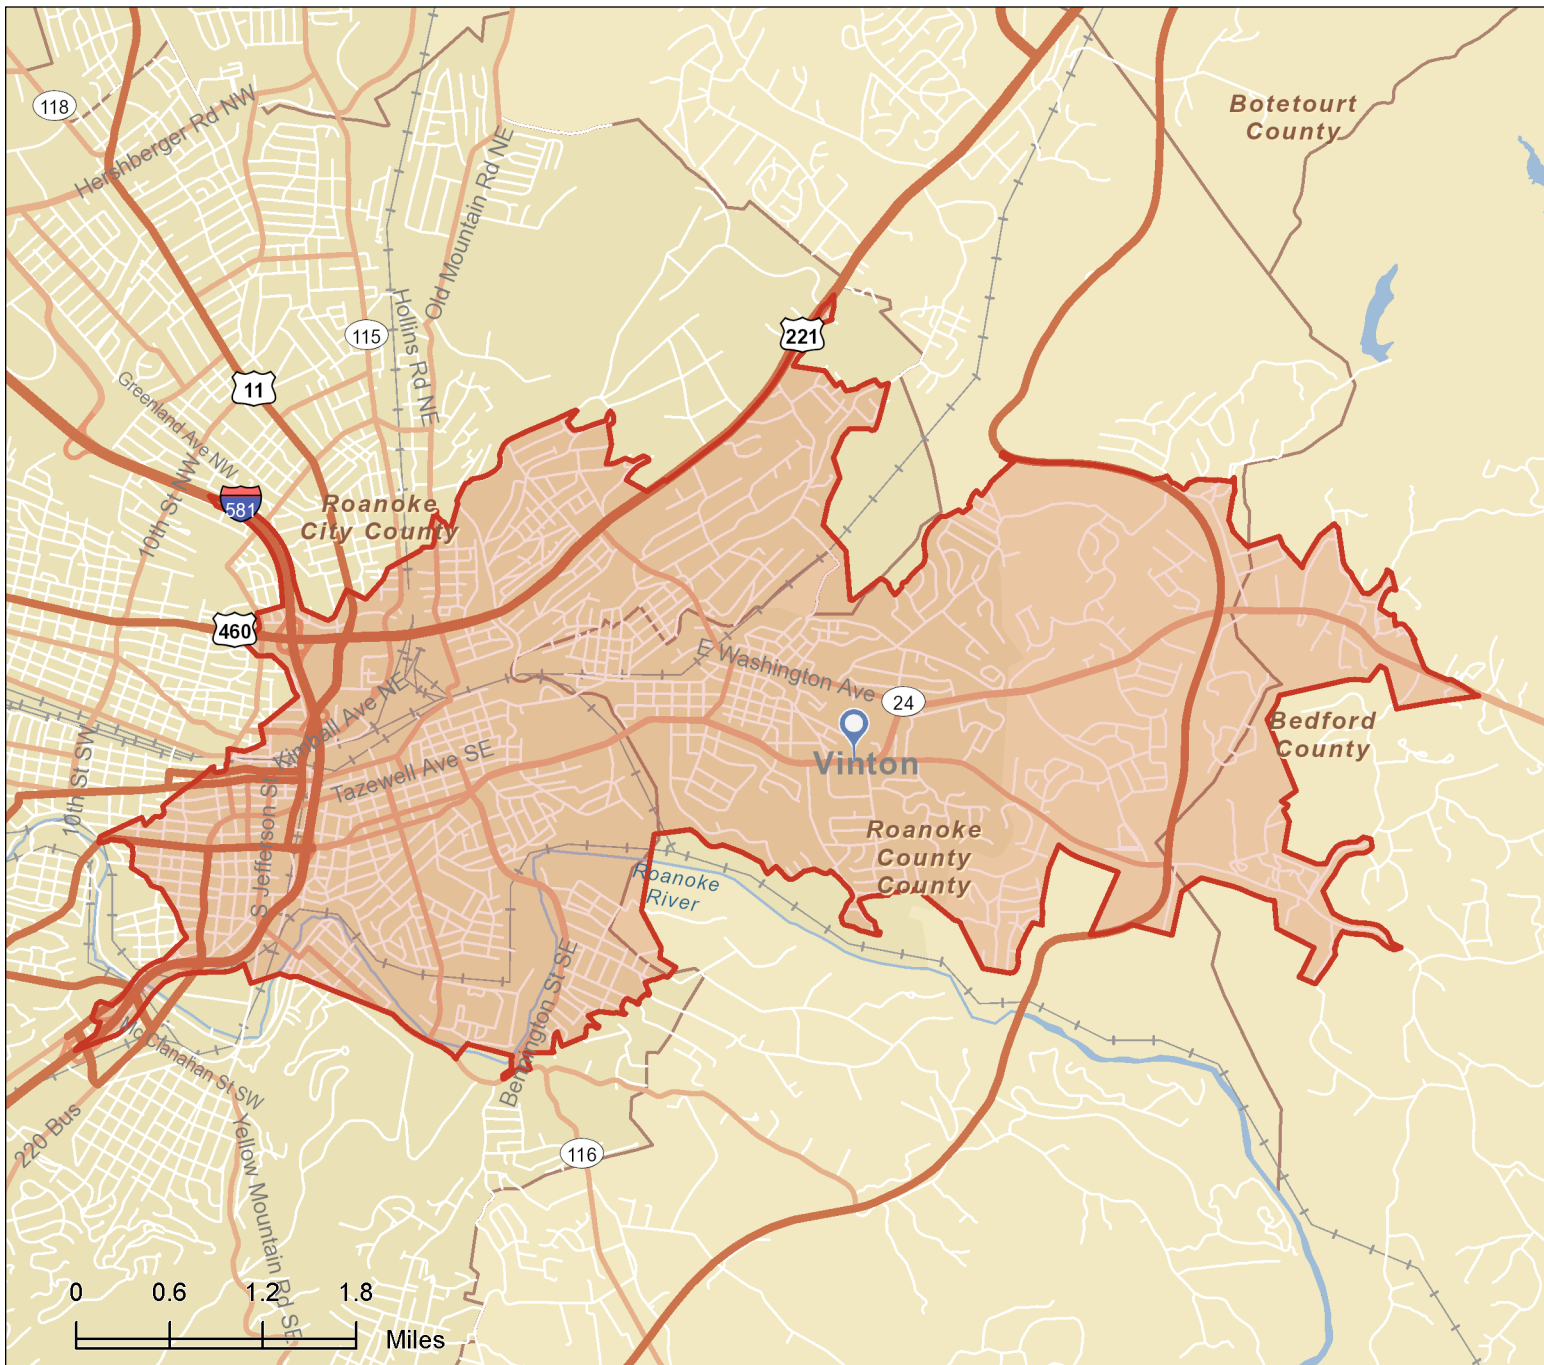 Botetourt
County
118
Hershberger Rd NW
Old Mountain Rd NE
Hollins Rd NE
115
221
11
Greenland Ave NW
10th St NW
581
Roanoke
City County
460
E Washington Ave
24
Kimball Ave NE
Bedford
County
Vinton
10th St SW
Tazewell Ave SE
S Jefferson St
Roanoke
County
County
Roanoke
River
Bennington St SE
Mc Clanahan St SW
220 Bus
Yellow Mountain Rd SE
116
0 0.6 1.2 1.8
Miles